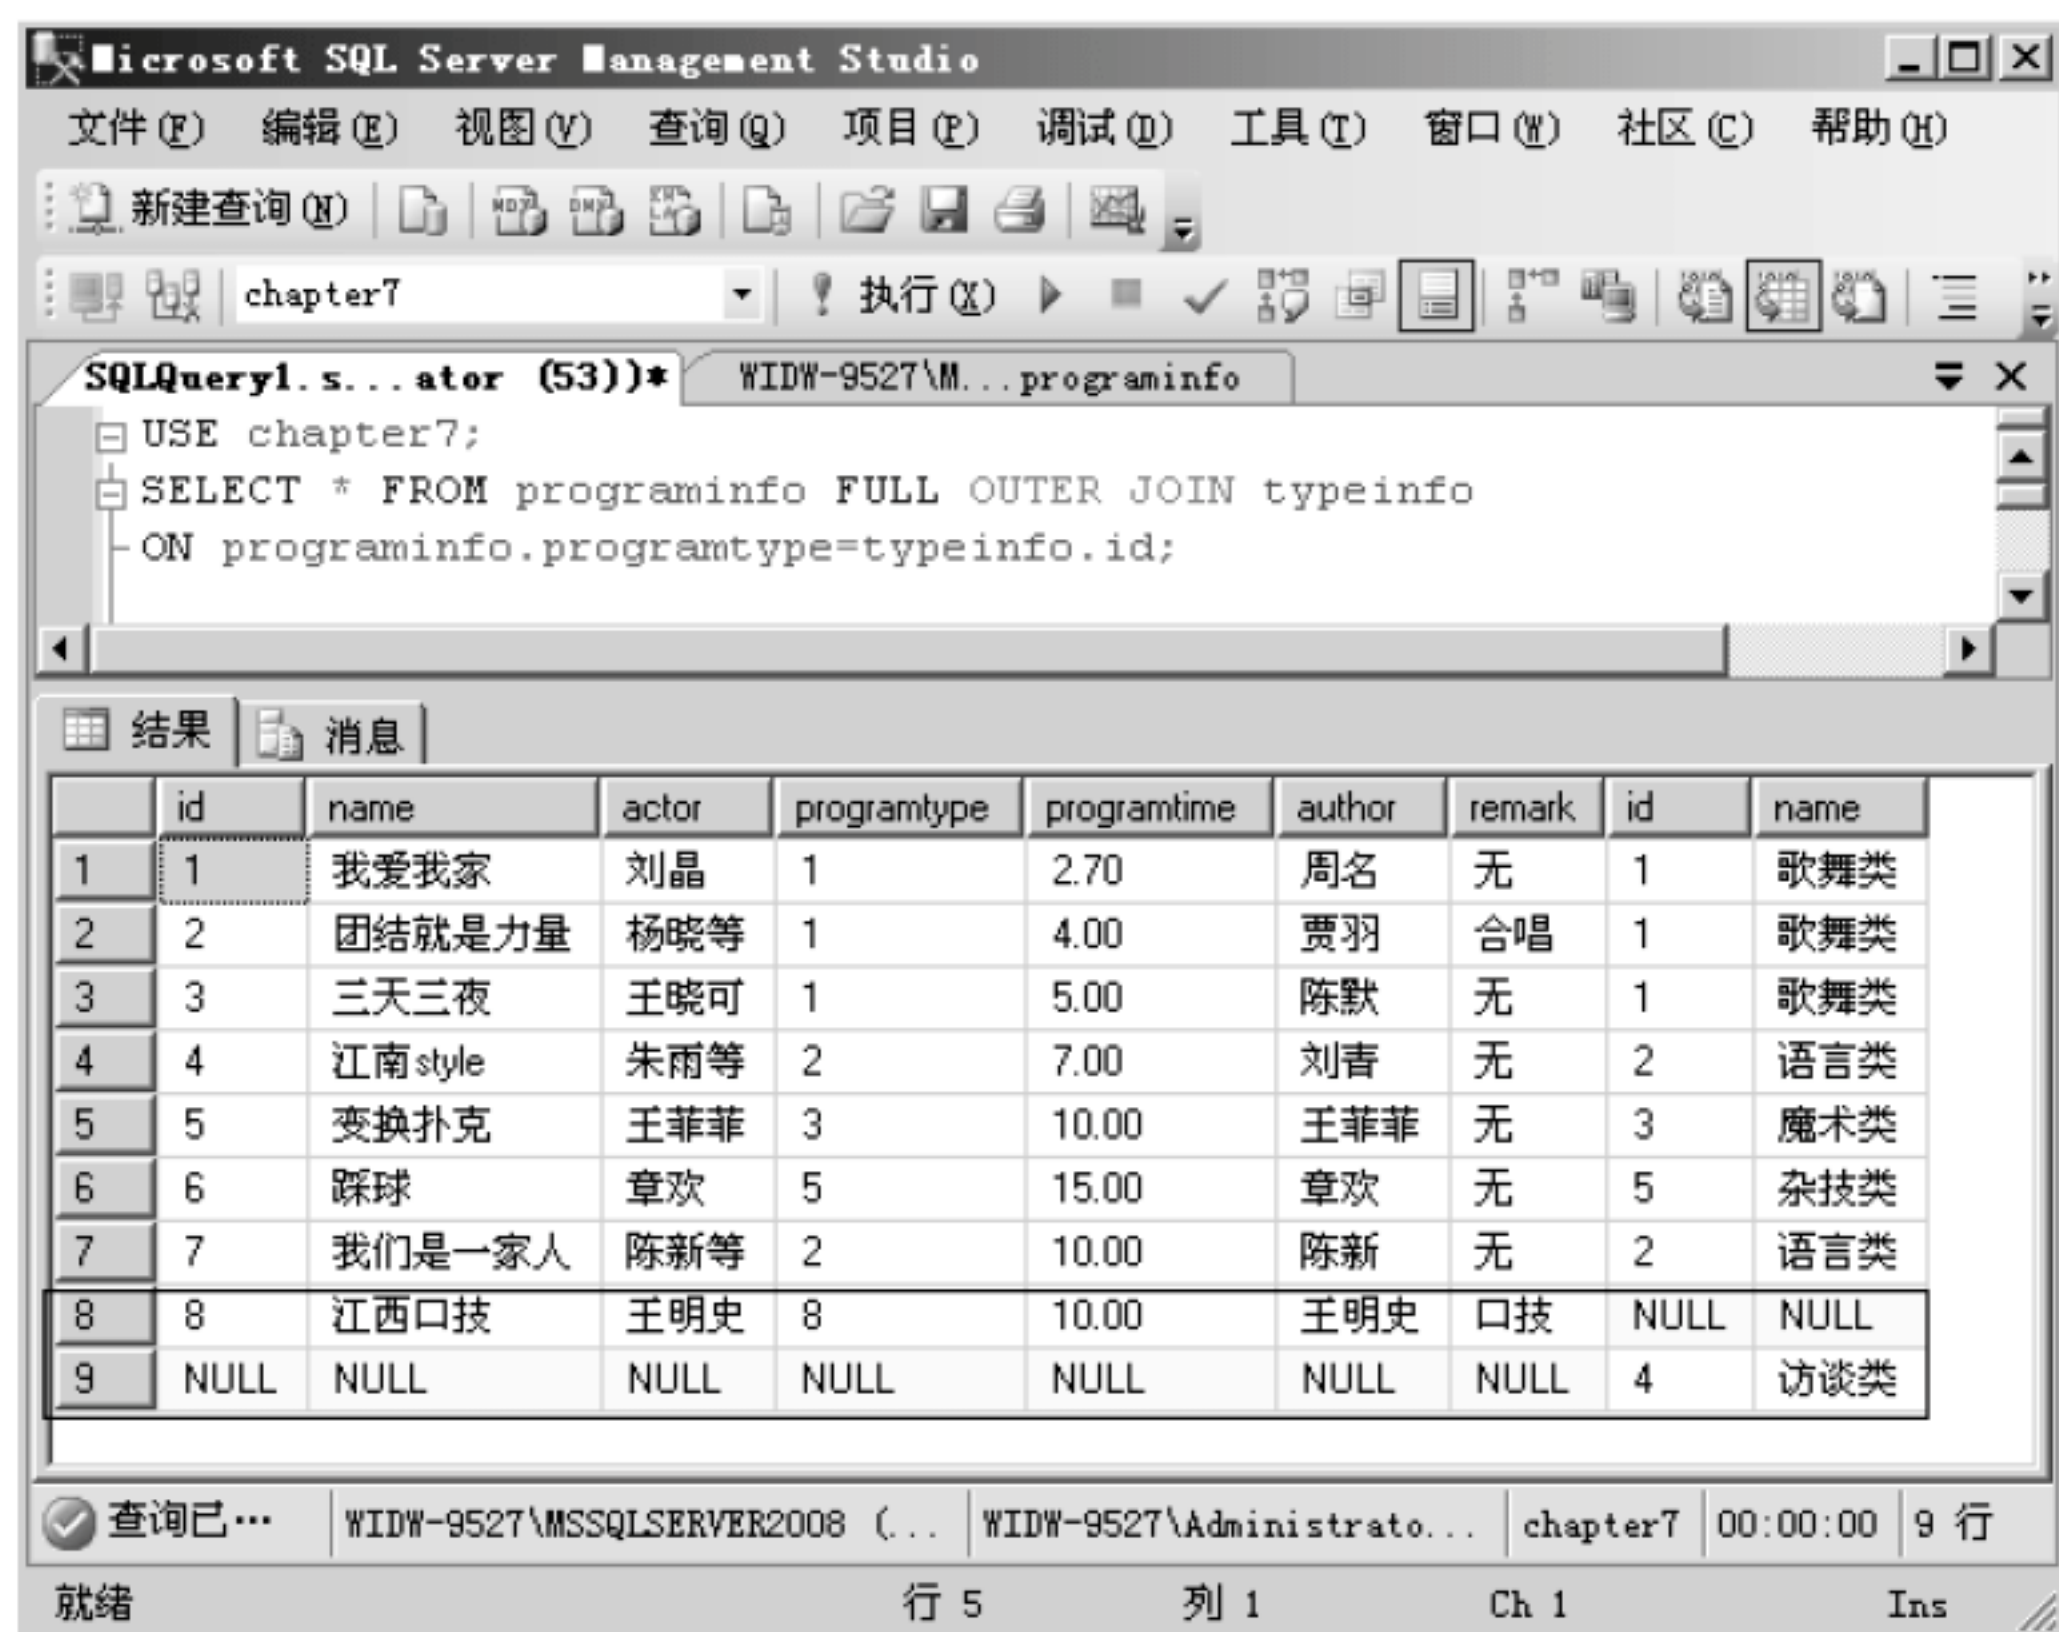 Microsoft SQL Server Management Studio
文件(F) 编辑(E) 视图(V) 查询(Q) 项目(P) 调试(D) 工具(T) 窗口(W) 社区(C) 帮助(H)
新建查询(N)
chapter7 执行(X)
SQLQuery1.s...ator (53))* WIDW-9527\M...programinfo
USE chapter7;
SELECT * FROM programinfo FULL OUTER JOIN typeinfo
ON programinfo.programtype=typeinfo.id;
结果 消息
id name actor programtype programtime author remark id name
1 1 我爱我家 刘晶 1 2.70 周名 无 1 歌舞类
2 2 团结就是力量 杨晓等 1 4.00 贾羽 合唱 1 歌舞类
3 3 三天三夜 王晓可 1 5.00 陈默 无 1 歌舞类
4 4 江南style 朱雨等 2 7.00 刘青 无 2 语言类
5 5 变换扑克 王菲菲 3 10.00 王菲菲 无 3 魔术类
6 6 踩球 章欢 5 15.00 章欢 无 5 杂技类
7 7 我们是一家人 陈新等 2 10.00 陈新 无 2 语言类
8 8 江西口技 王明史 8 10.00 王明史 口技 NULL NULL
9 NULL NULL NULL NULL NULL NULL NULL 4 访谈类
查询已… WIDW-9527\MSSQLSERVER2008 (... WIDW-9527\Administrato... chapter7 00:00:00 9 行
就绪 行 5 列 1 Ch 1 Ins